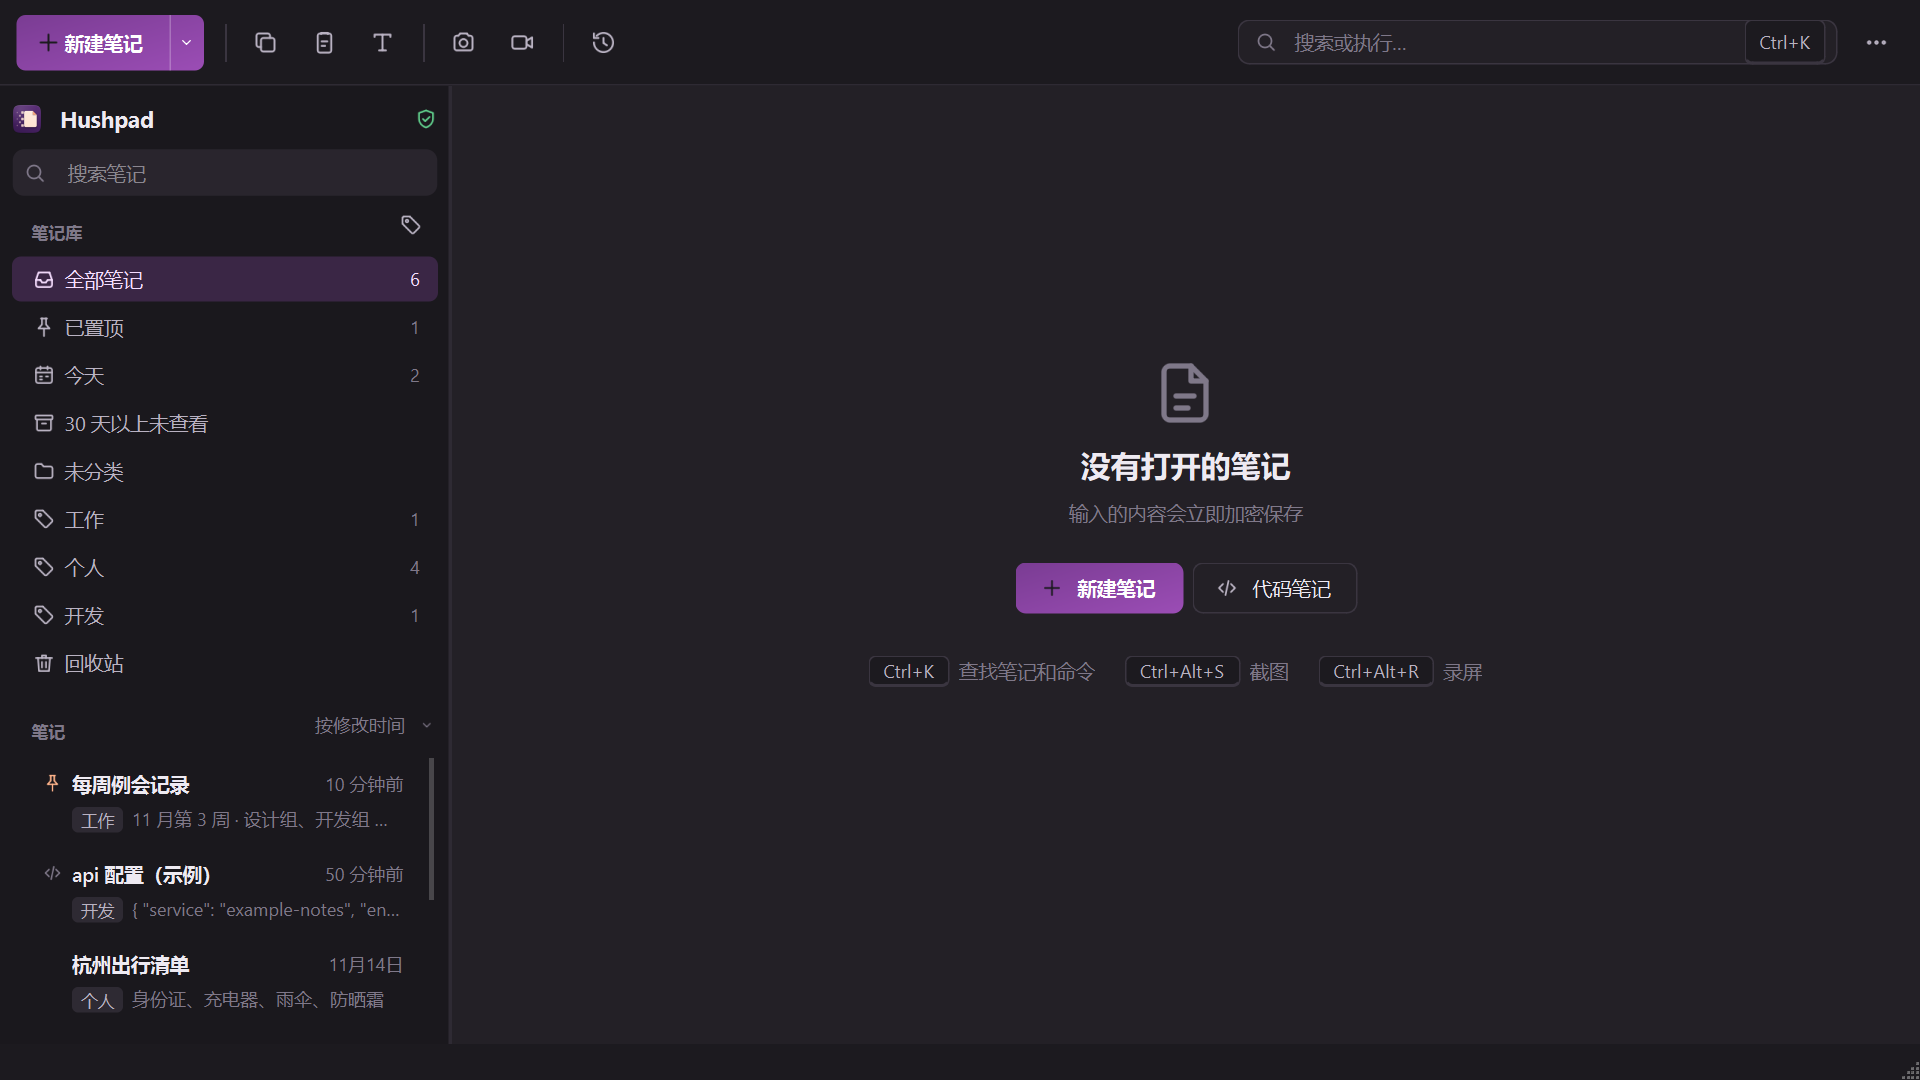 新建笔记
搜索或执行...
Ctrl+K
Hushpad
搜索笔记
笔记库
全部笔记 6
已置顶 1
今天 2
30 天以上未查看
未分类
工作 1
个人 4
开发 1
回收站
笔记 按修改时间
每周例会记录 10 分钟前
工作 11 月第 3 周 · 设计组、开发组 ...
api 配置（示例） 50 分钟前
开发 { "service": "example-notes", "en...
杭州出行清单 11月14日
个人 身份证、充电器、雨伞、防晒霜
没有打开的笔记
输入的内容会立即加密保存
新建笔记 代码笔记
Ctrl+K 查找笔记和命令 Ctrl+Alt+S 截图 Ctrl+Alt+R 录屏